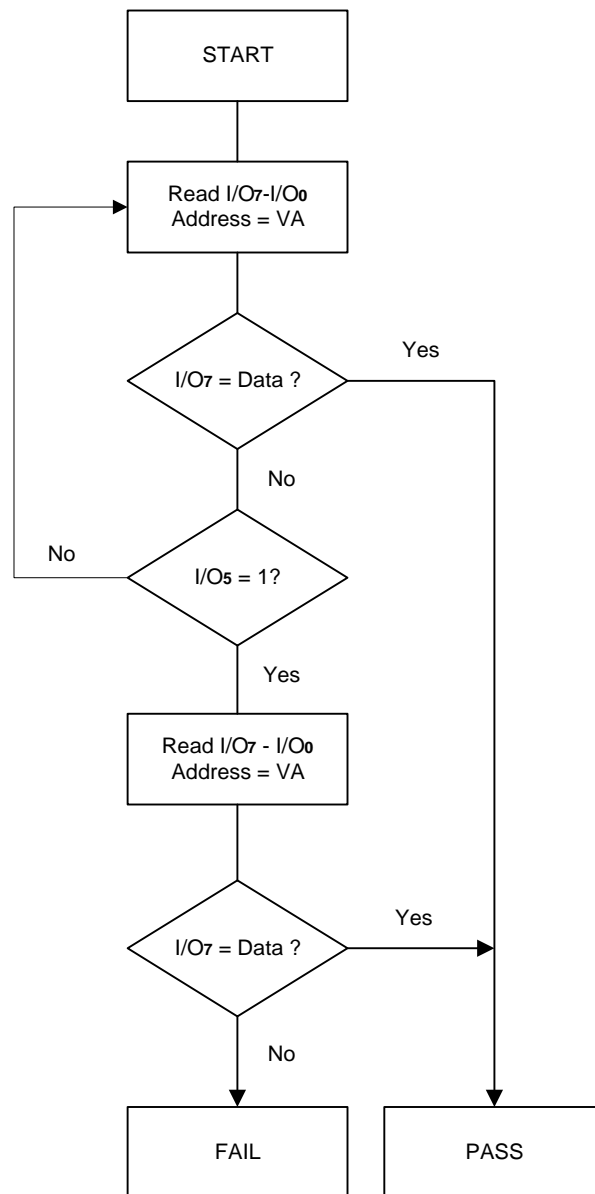 START
Read I/O7-I/O0
Address = VA
Yes
I/O7 = Data ?
No
No
I/O5 = 1?
Yes
Read I/O7 - I/O0
Address = VA
Yes
I/O7 = Data ?
No
FAIL
PASS